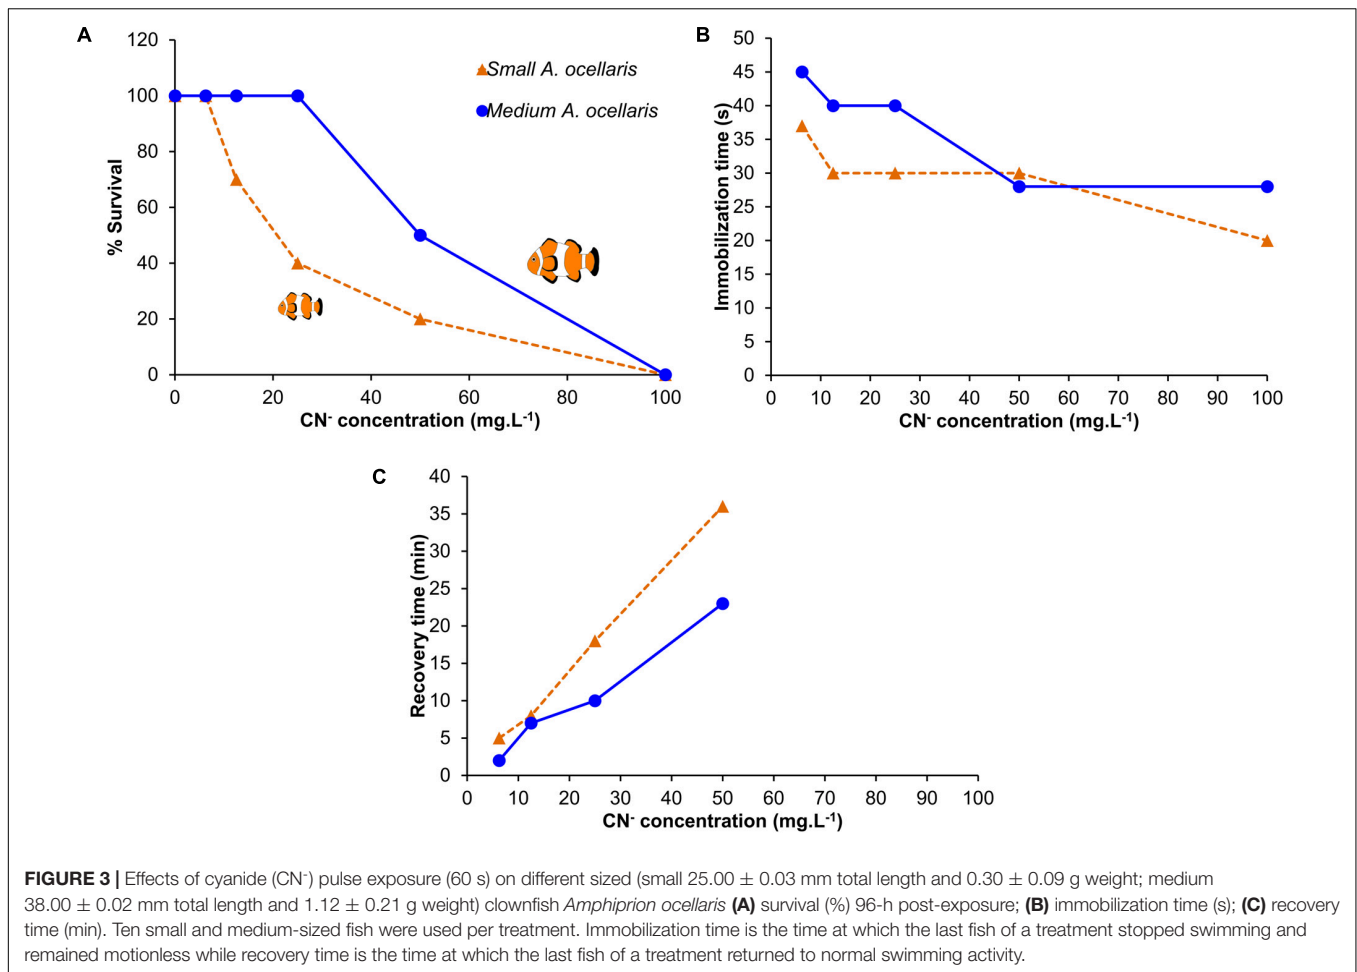 A
120
100
80
60
40
20
0
% Survival
0 20 40 60 80 100
CN⁻ concentration (mg.L⁻¹)
Small A. ocellaris
Medium A. ocellaris
B
50
45
40
35
30
25
20
15
10
5
0
Immobilization time (s)
0 10 20 30 40 50 60 70 80 90 100
CN⁻ concentration (mg.L⁻¹)
C
40
35
30
25
20
15
10
5
0
Recovery time (min)
0 10 20 30 40 50 60 70 80 90 100
CN⁻ concentration (mg.L⁻¹)
FIGURE 3 | Effects of cyanide (CN⁻) pulse exposure (60 s) on different sized (small 25.00 ± 0.03 mm total length and 0.30 ± 0.09 g weight; medium
38.00 ± 0.02 mm total length and 1.12 ± 0.21 g weight) clownfish Amphiprion ocellaris (A) survival (%) 96-h post-exposure; (B) immobilization time (s); (C) recovery
time (min). Ten small and medium-sized fish were used per treatment. Immobilization time is the time at which the last fish of a treatment stopped swimming and
remained motionless while recovery time is the time at which the last fish of a treatment returned to normal swimming activity.